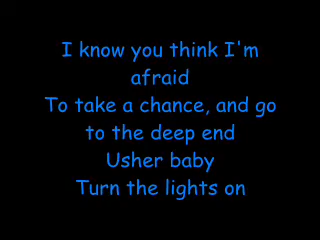 I know you think I'm
afraid
To take a chance, and go
to the deep end
Usher baby
Turn the lights on